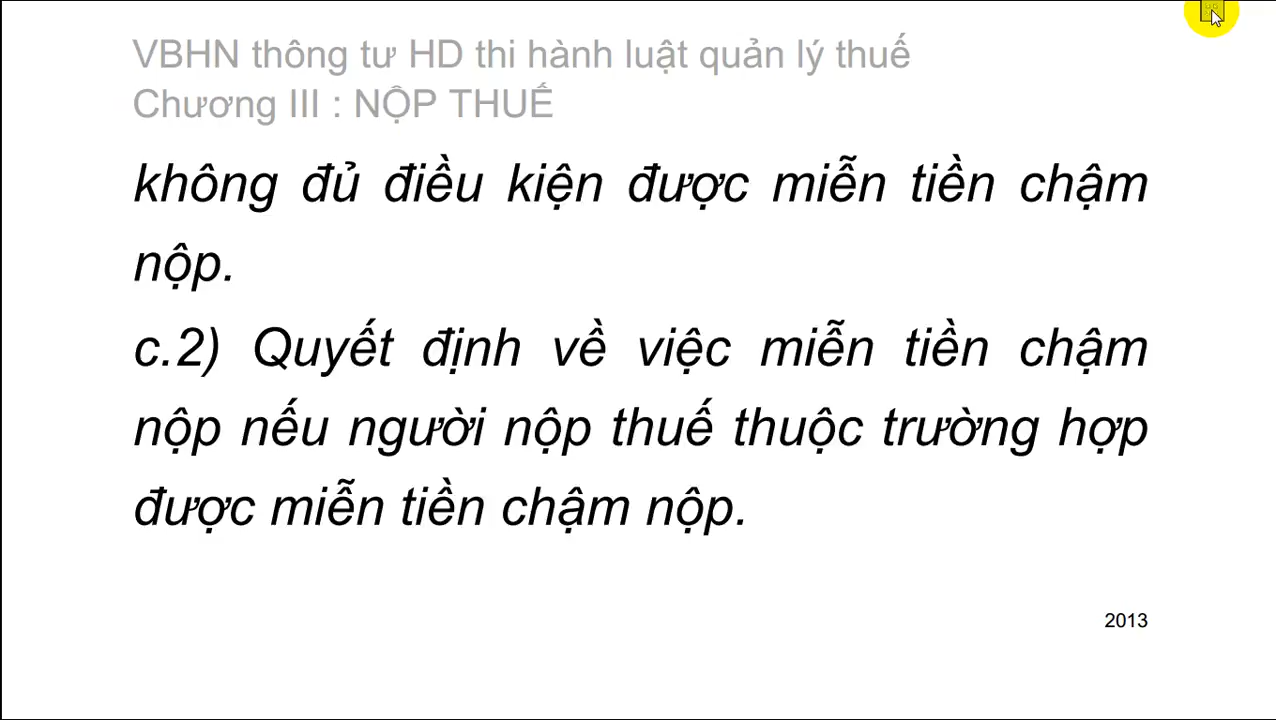 VBHN thông tư HD thi hành luật quản lý thuế
Chương III : NỘP THUẾ
không đủ điều kiện được miễn tiền chậm
nộp.
c.2) Quyết định về việc miễn tiền chậm
nộp nếu người nộp thuế thuộc trường hợp
được miễn tiền chậm nộp.
2013